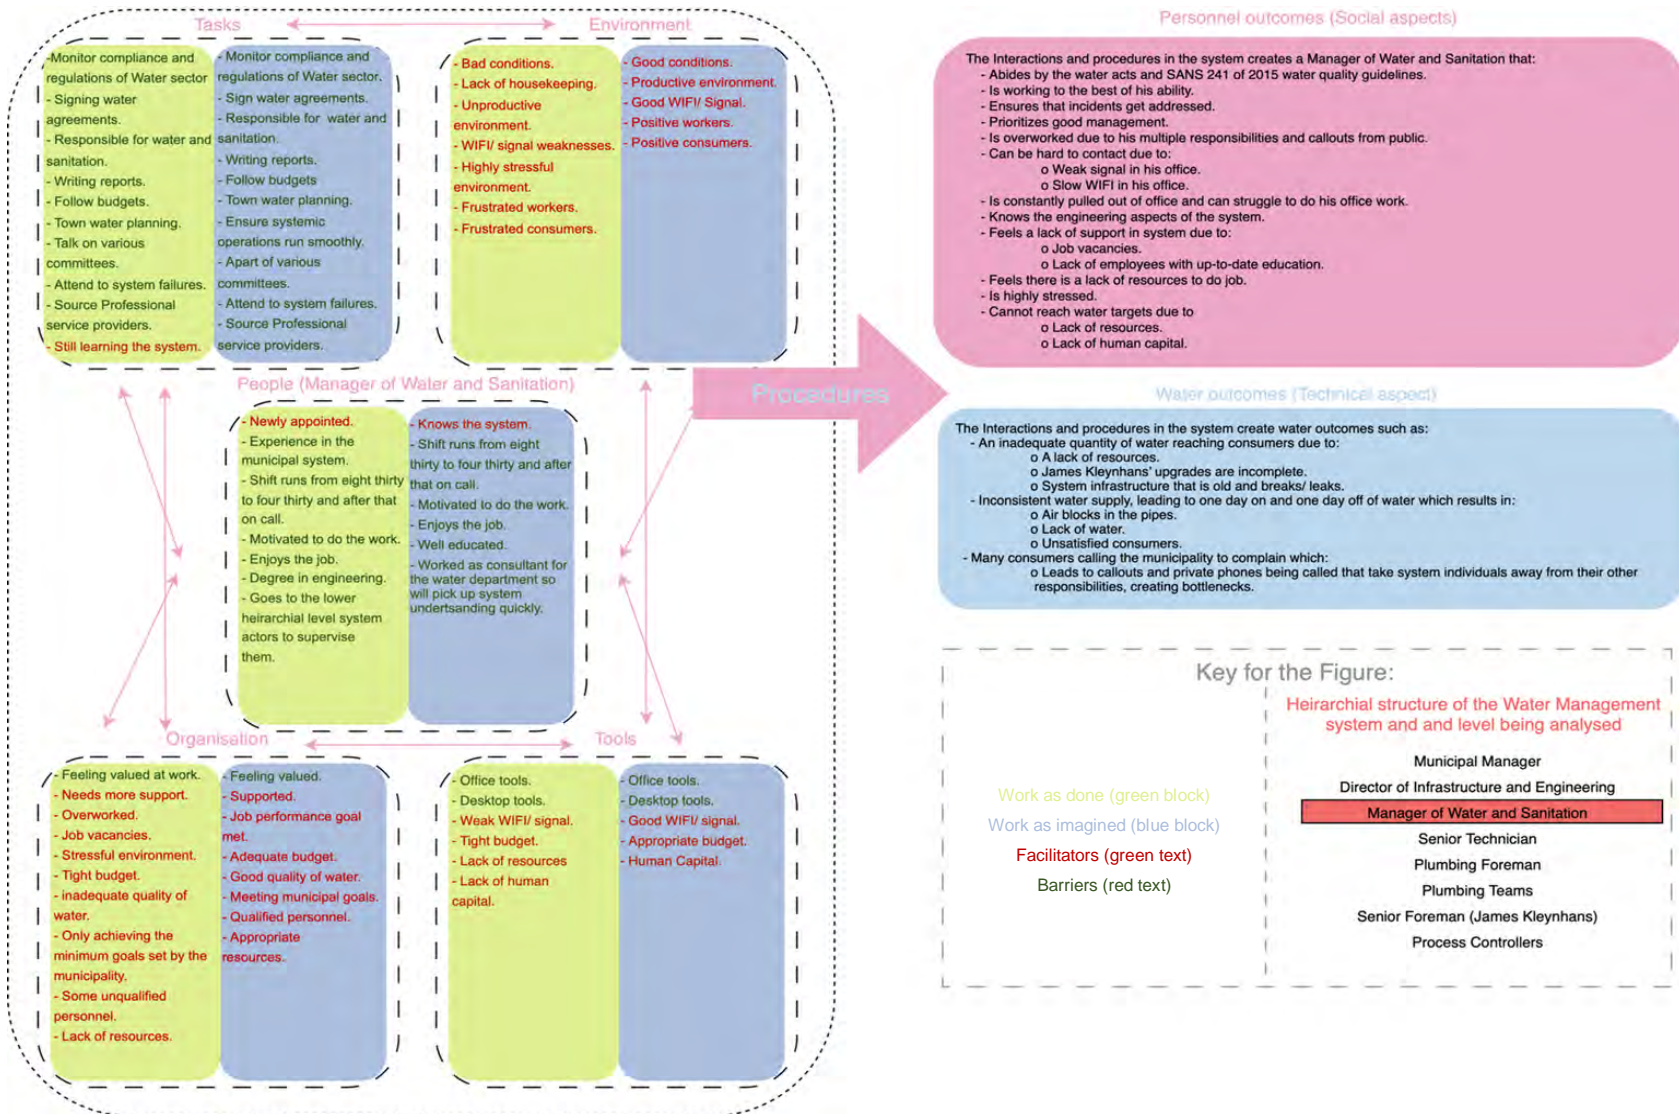 Tasks
Environment
-Monitor compliance and
regulations of Water sector
- Signing water
agreements.
- Responsible for water and
sanitation.
- Writing reports.
- Follow budgets.
- Town water planning.
- Talk on various
committees.
- Attend to system failures.
- Source Professional
service providers.
- Still learning the system.
- Monitor compliance and
regulations of Water sector.
- Sign water agreements.
- Responsible for water and
sanitation.
- Writing reports.
- Follow budgets
- Town water planning.
- Ensure systemic
operations run smoothly.
- Apart of various
committees.
- Attend to system failures.
- Source Professional
service providers.
- Bad conditions.
- Lack of housekeeping.
- Unproductive
environment.
- WIFI/ signal weaknesses.
- Highly stressful
environment.
- Frustrated workers.
- Frustrated consumers.
- Good conditions.
- Productive environment.
- Good WIFI/ Signal.
- Positive workers.
- Positive consumers.
People (Manager of Water and Sanitation)
- Newly appointed.
- Experience in the
municipal system.
- Shift runs from eight thirty
to four thirty and after that
on call.
- Motivated to do the work.
- Enjoys the job.
- Degree in engineering.
- Goes to the lower
heirarchial level system
actors to supervise
them.
- Knows the system.
- Shift runs from eight
thirty to four thirty and after
that on call.
- Motivated to do the work.
- Enjoys the job.
- Well educated.
- Worked as consultant for
the water department so
will pick up system
undertsanding quickly.
Organisation
Tools
- Feeling valued at work.
- Needs more support.
- Overworked.
- Job vacancies.
- Stressful environment.
- Tight budget.
- inadequate quality of
water.
- Only achieving the
minimum goals set by the
municipality.
- Some unqualified
personnel.
- Lack of resources.
- Feeling valued.
- Supported.
- Job performance goal
met.
- Adequate budget.
- Good quality of water.
- Meeting municipal goals.
- Qualified personnel.
- Appropriate
resources.
- Office tools.
- Desktop tools.
- Weak WIFI/ signal.
- Tight budget.
- Lack of resources
- Lack of human
capital.
- Office tools.
- Desktop tools.
- Good WIFI/ signal.
- Appropriate budget.
- Human Capital.
Procedures
Personnel outcomes (Social aspects)
The Interactions and procedures in the system creates a Manager of Water and Sanitation that:
- Abides by the water acts and SANS 241 of 2015 water quality guidelines.
- Is working to the best of his ability.
- Ensures that incidents get addressed.
- Prioritizes good management.
- Is overworked due to his multiple responsibilities and callouts from public.
- Can be hard to contact due to:
o Weak signal in his office.
o Slow WIFI in his office.
- Is constantly pulled out of office and can struggle to do his office work.
- Knows the engineering aspects of the system.
- Feels a lack of support in system due to:
o Job vacancies.
o Lack of employees with up-to-date education.
- Feels there is a lack of resources to do job.
- Is highly stressed.
- Cannot reach water targets due to
o Lack of resources.
o Lack of human capital.
Water outcomes (Technical aspect)
The Interactions and procedures in the system create water outcomes such as:
- An inadequate quantity of water reaching consumers due to:
o A lack of resources.
o James Kleynhans' upgrades are incomplete.
o System infrastructure that is old and breaks/ leaks.
- Inconsistent water supply, leading to one day on and one day off of water which results in:
o Air blocks in the pipes.
o Lack of water.
o Unsatisfied consumers.
- Many consumers calling the municipality to complain which:
o Leads to callouts and private phones being called that take system individuals away from their other
responsibilities, creating bottlenecks.
Key for the Figure:
Work as done (green block)
Work as imagined (blue block)
Facilitators (green text)
Barriers (red text)
Heirarchial structure of the Water Management
system and and level being analysed
Municipal Manager
Director of Infrastructure and Engineering
Manager of Water and Sanitation
Senior Technician
Plumbing Foreman
Plumbing Teams
Senior Foreman (James Kleynhans)
Process Controllers